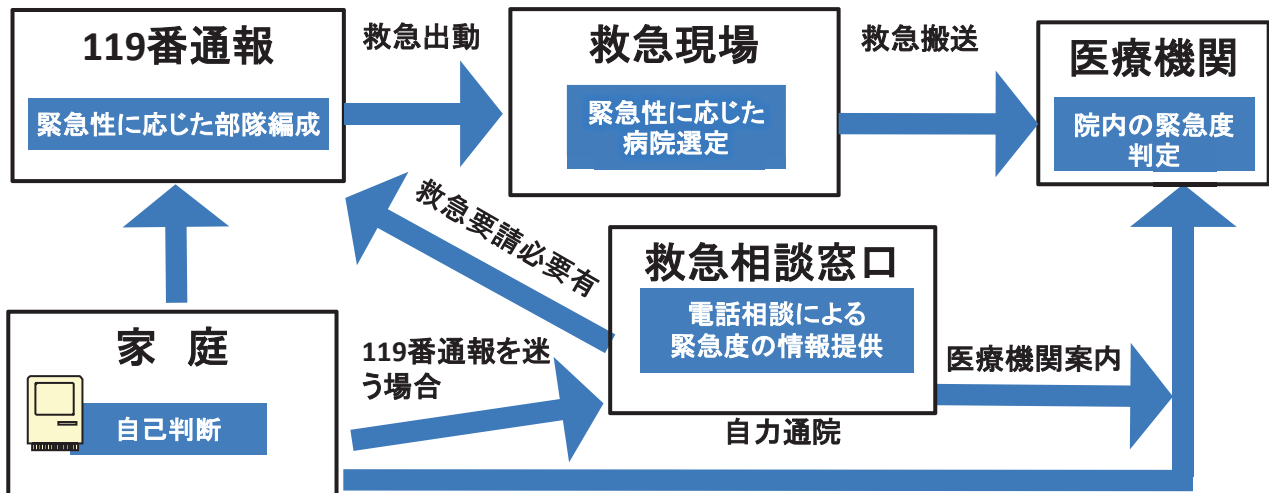 119番通報
緊急性に応じた部隊編成
救急出動
救急現場
緊急性に応じた
病院選定
救急搬送
医療機関
院内の緊急度
判定
救急要請必要有
救急相談窓口
電話相談による
緊急度の情報提供
家 庭
自己判断
119番通報を迷
う場合
医療機関案内
自力通院